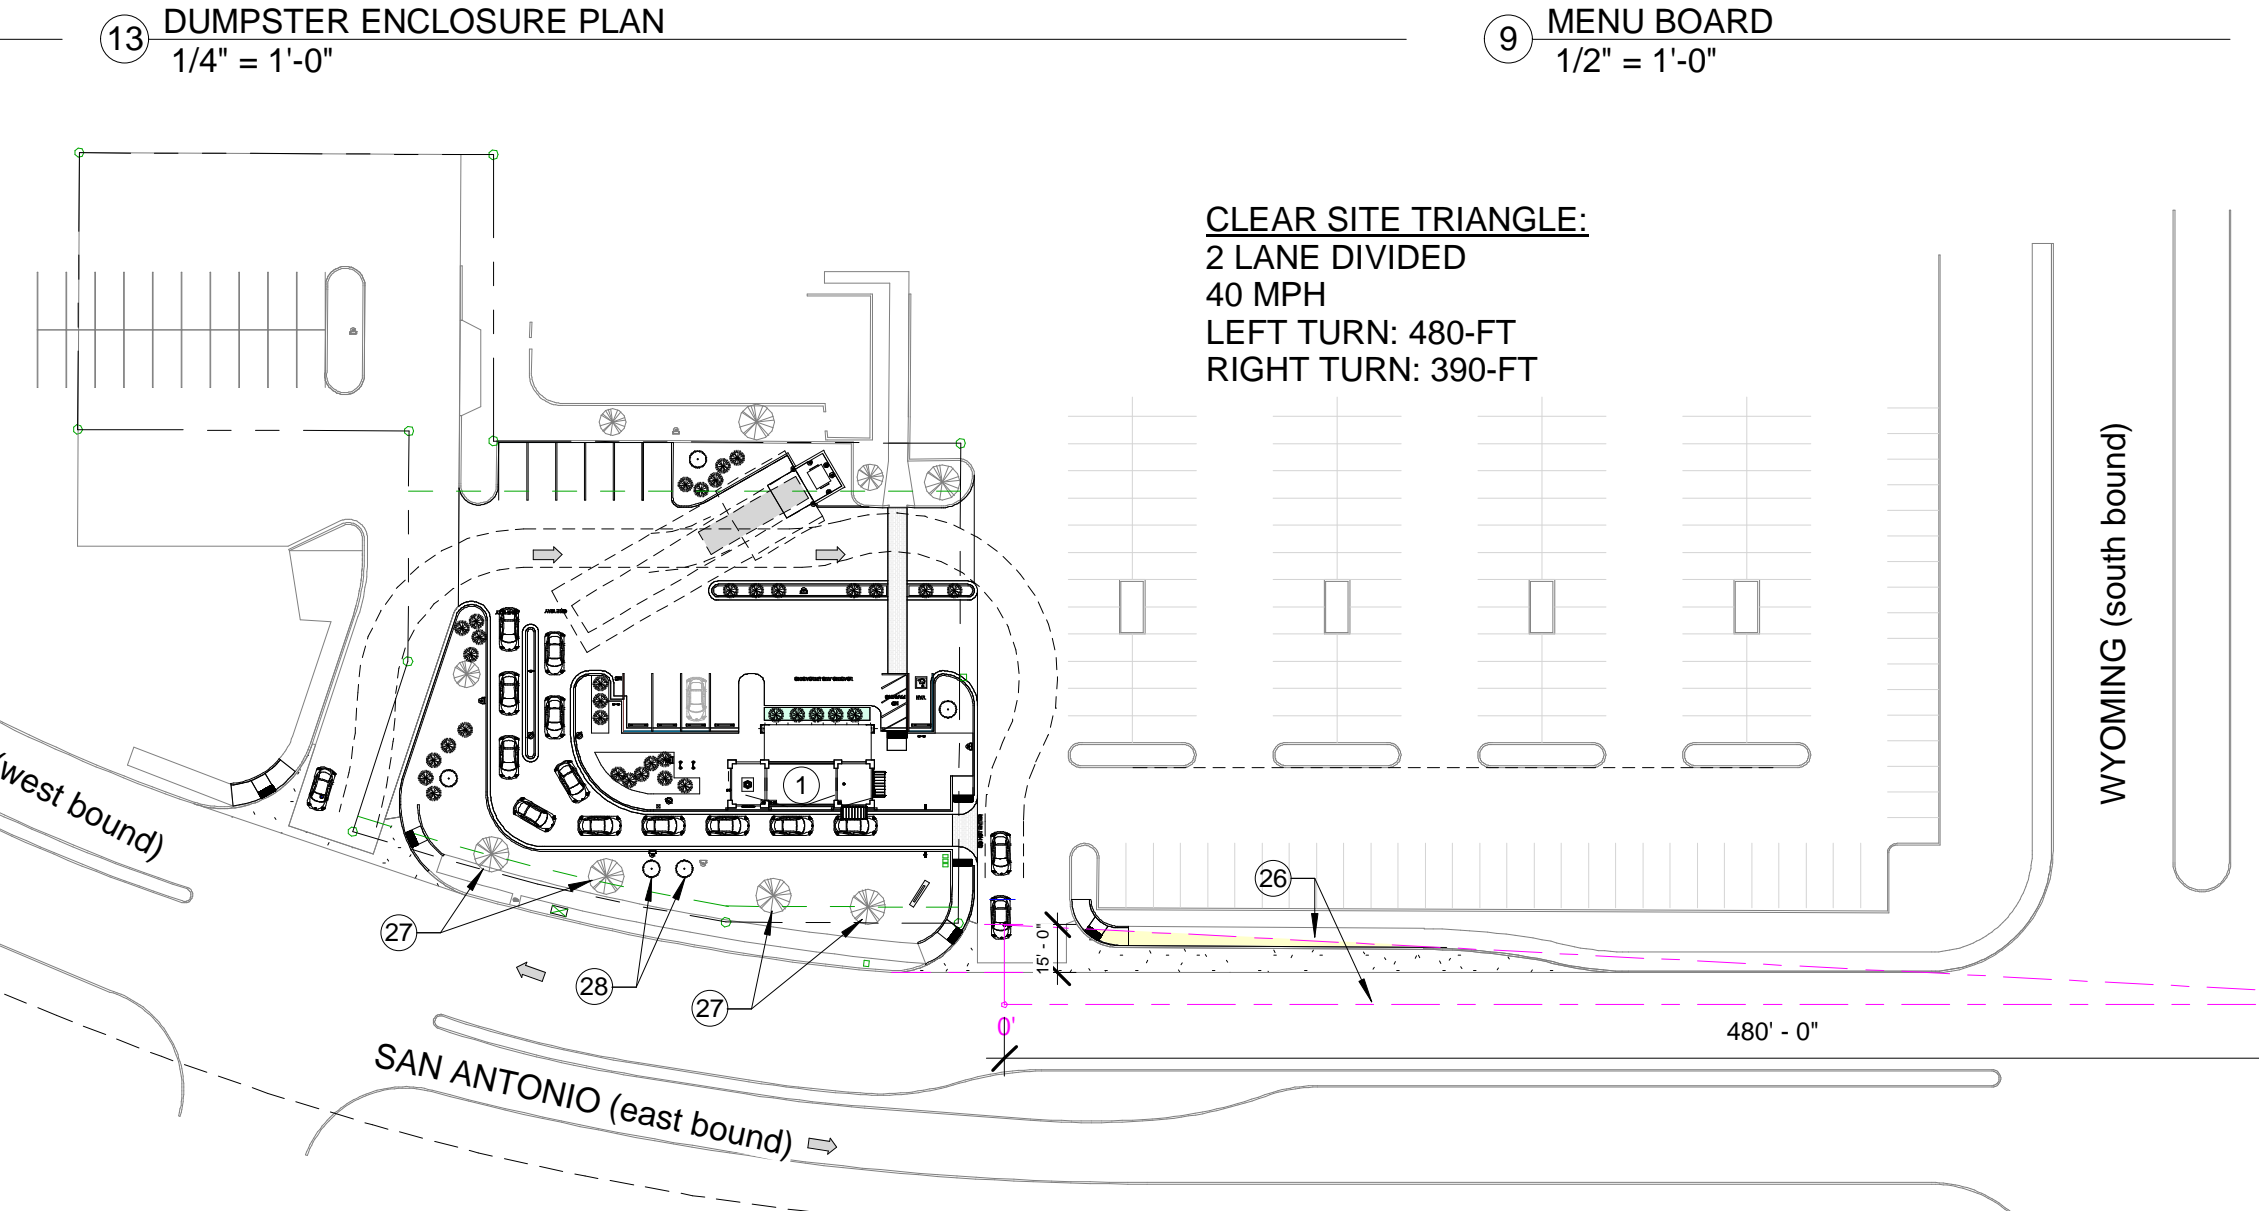 13 DUMPSTER ENCLOSURE PLAN
1/4" = 1'-0"
9 MENU BOARD
1/2" = 1'-0"
CLEAR SITE TRIANGLE:
2 LANE DIVIDED
40 MPH
LEFT TURN: 480-FT
RIGHT TURN: 390-FT
WYOMING (south bound)
(west bound)
1
26
27
28
27
15' - 0"
0'
480' - 0"
SAN ANTONIO (east bound)